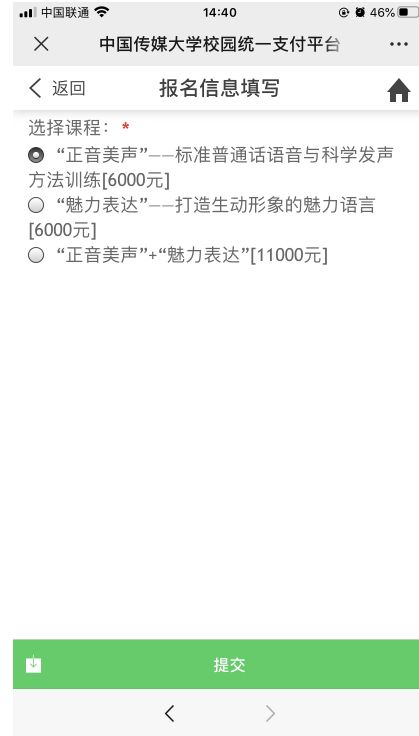 中国联通 14:40 46%
中国传媒大学校园统一支付平台
返回 报名信息填写
选择课程： *
“正音美声”——标准普通话语音与科学发声
方法训练[6000元]
“魅力表达”——打造生动形象的魅力语言
[6000元]
“正音美声”+“魅力表达”[11000元]
提交